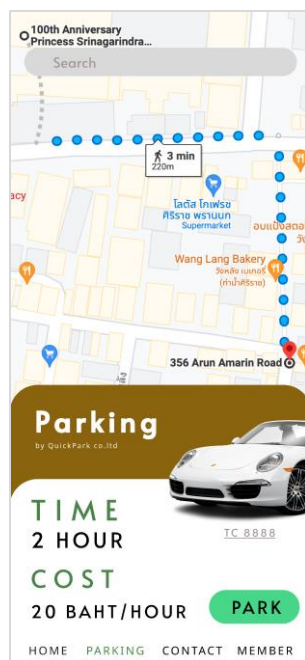 100th Anniversary
Princess Srinagarindra...
Search
3 min
220m
โลตัส โกเฟรช
ศิริราช พรานนก
Supermarket
acy
อบแป้งสตอ
วัง
Wang Lang Bakery
วังหลัง เบเกอรี่
(ท่าน้ำศิริราช)
356 Arun Amarin Road
Parking
by QuickPark co.ltd
TIME
2 HOUR
TC 8888
COST
20 BAHT/HOUR
PARK
HOME PARKING CONTACT MEMBER